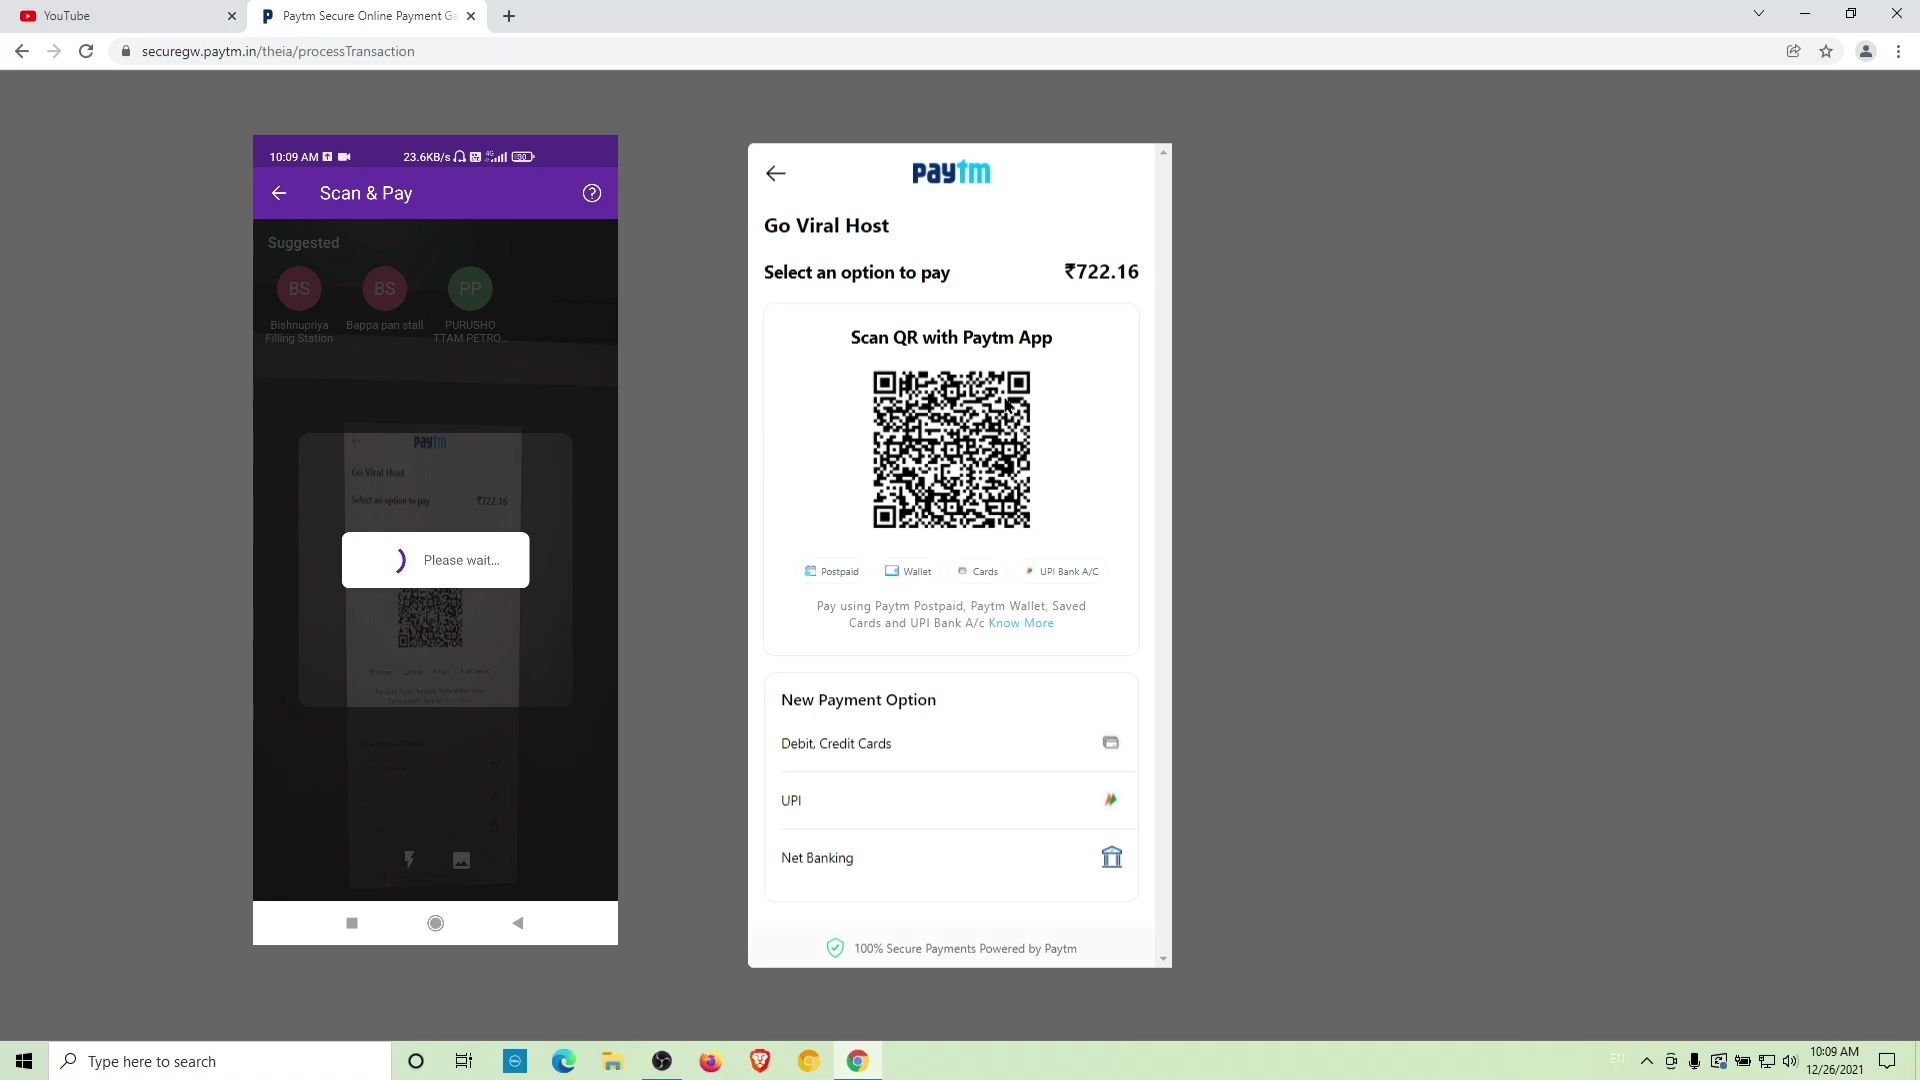 YouTube
Paytm Secure Online Payment Ga
securegw.paytm.in/theia/processTransaction
10:09 AM
23.6KB/s
4G
30
Scan & Pay
Suggested
BS
BS
PP
Bishnupriya
Filling Station
Bappa pan stall
PURUSHO
TTAM PETRO...
paytm
Go Viral Host
Select an option to pay
₹722.16
Please wait...
paytm
Go Viral Host
Select an option to pay
₹722.16
Scan QR with Paytm App
Postpaid
Wallet
Cards
UPI Bank A/C
Pay using Paytm Postpaid, Paytm Wallet, Saved
Cards and UPI Bank A/c Know More
New Payment Option
Debit, Credit Cards
UPI
Net Banking
100% Secure Payments Powered by Paytm
Type here to search
EN
10:09 AM
12/26/2021